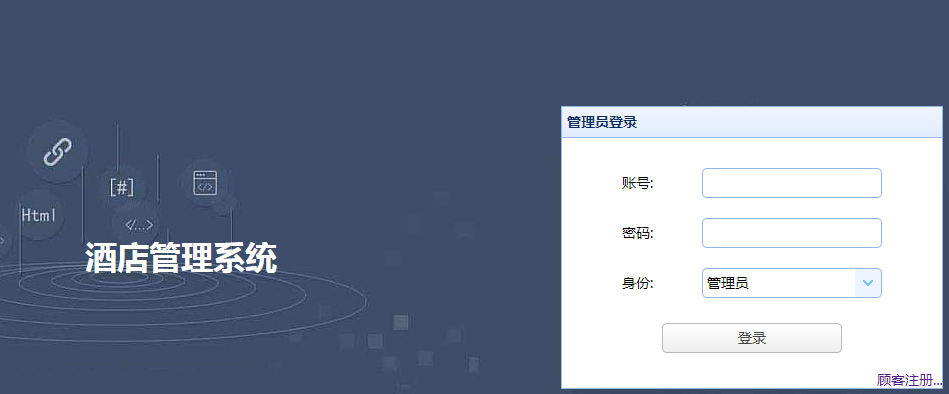 管理员登录
账号:
[#]
Html
</...>
</>
密码:
酒店管理系统
身份:
管理员
登录
顾客注册...